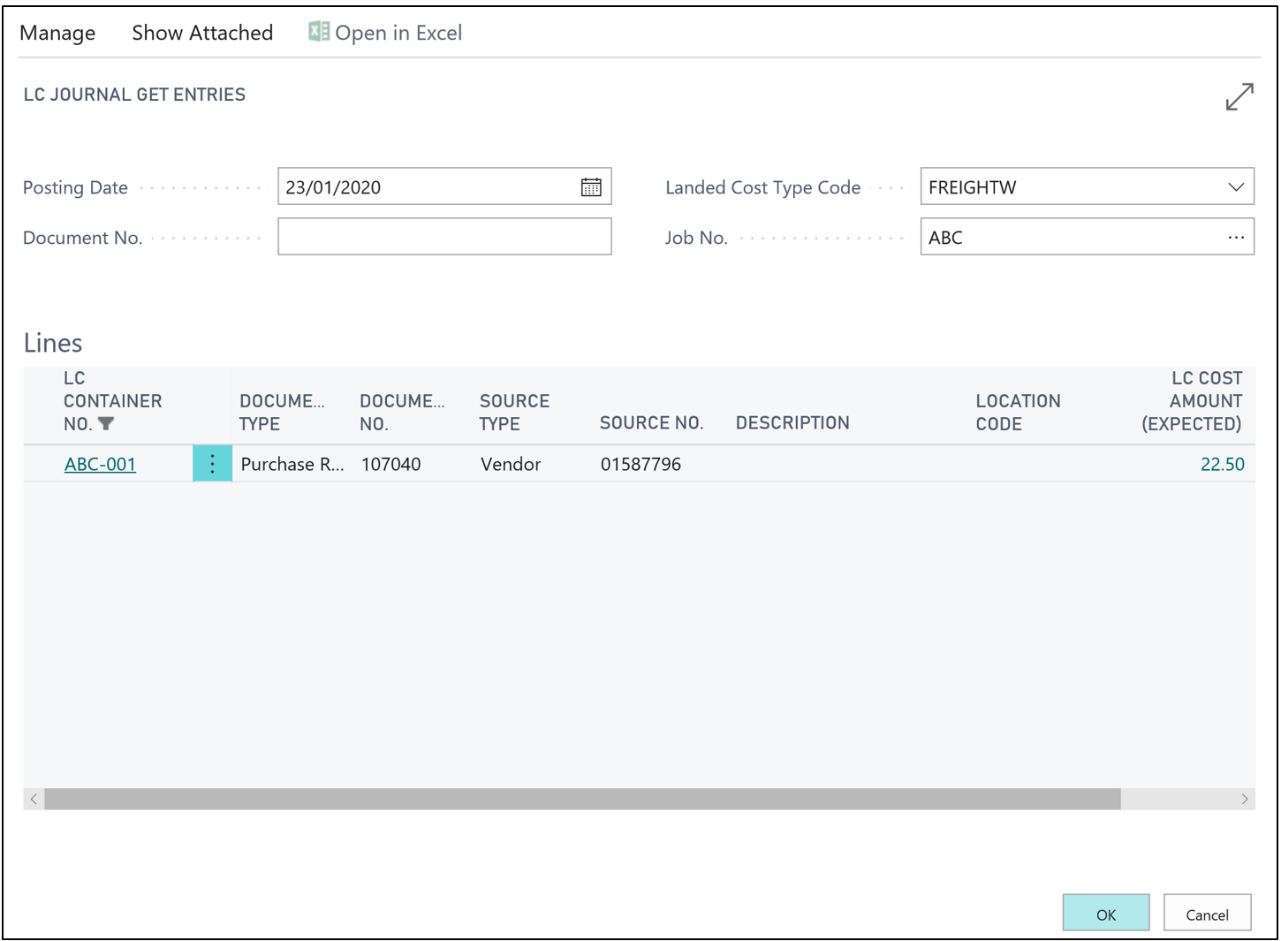 Manage Show Attached Open in Excel
LC JOURNAL GET ENTRIES
Posting Date 23/01/2020 Landed Cost Type Code FREIGHTW
Document No. Job No. ABC
Lines
LC CONTAINER NO. DOCUME... TYPE DOCUME... NO. SOURCE TYPE SOURCE NO. DESCRIPTION LOCATION CODE LC COST AMOUNT (EXPECTED)
ABC-001 Purchase R... 107040 Vendor 01587796 22.50
OK Cancel